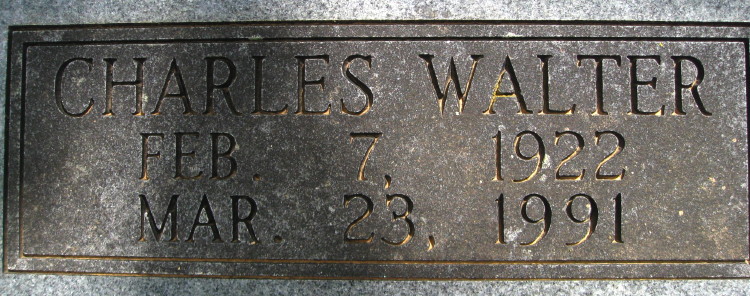 CHARLES WALTER
FEB. 7, 1922
MAR. 23, 1991